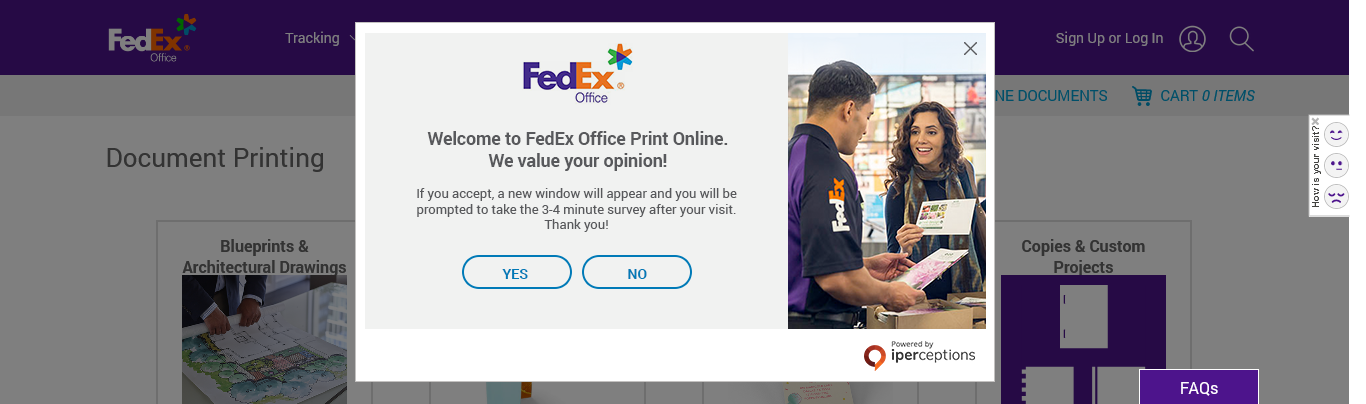 FedEx
Office
Tracking
Sign Up or Log In
FedEx®
Office
NE DOCUMENTS
CART 0 ITEMS
How is your visit?
Document Printing
Welcome to FedEx Office Print Online.
We value your opinion!
If you accept, a new window will appear and you will be
prompted to take the 3-4 minute survey after your visit.
Thank you!
YES
NO
FedEx
Blueprints &
Architectural Drawings
Copies & Custom
Projects
Powered by
iperceptions
FAQs